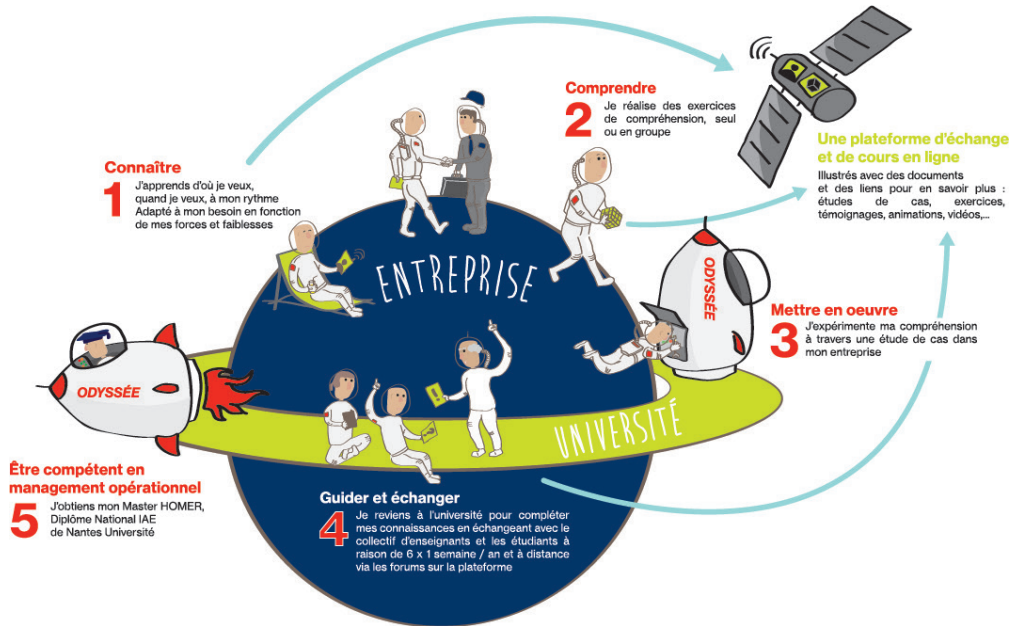 Connaître
1
J'apprends d'où je veux,
quand je veux, à mon rythme
Adapté à mon besoin en fonction
de mes forces et faiblesses
Comprendre
2
Je réalise des exercices
de compréhension, seul
ou en groupe
Une plateforme d'échange
et de cours en ligne
Illustrés avec des documents
et des liens pour en savoir plus :
études de cas, exercices,
témoignages, animations, vidéos,...
ENTREPRISE
ODYSSÉE
Mettre en oeuvre
3
J'expérimente ma compréhension
à travers une étude de cas dans
mon entreprise
ODYSSÉE
UNIVERSITÉ
Guider et échanger
4
Je reviens à l'université pour compléter
mes connaissances en échangeant avec le
collectif d'enseignants et les étudiants à
raison de 6 x 1 semaine / an et à distance
via les forums sur la plateforme
Être compétent en
management opérationnel
5
J'obtiens mon Master HOMER,
Diplôme National IAE
de Nantes Université